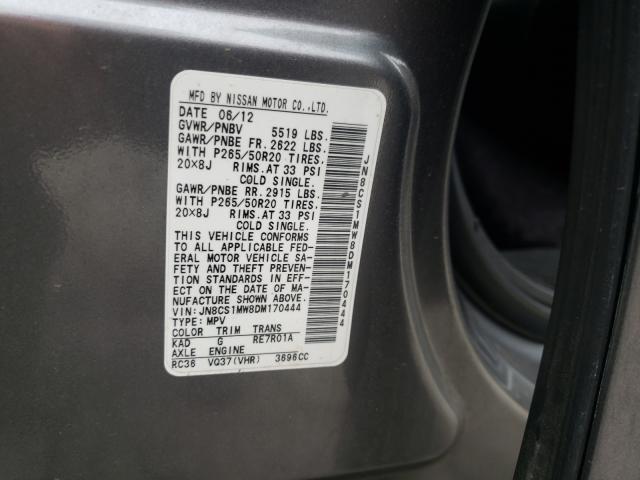 MFD BY NISSAN MOTOR CO.,LTD.
DATE 06/12
GVWR/PNBV 5519 LBS.
GAWR/PNBE FR. 2622 LBS.
WITH P265/50R20 TIRES.
20X8J RIMS.AT 33 PSI
COLD SINGLE.
GAWR/PNBE RR. 2915 LBS.
WITH P265/50R20 TIRES.
20X8J RIMS.AT 33 PSI
COLD SINGLE.
THIS VEHICLE CONFORMS
TO ALL APPLICABLE FED-
ERAL MOTOR VEHICLE SA-
FETY AND THEFT PREVEN-
TION STANDARDS IN EFF-
ECT ON THE DATE OF MA-
NUFACTURE SHOWN ABOVE.
VIN:JN8CS1MW8DM170444
TYPE:MPV
COLOR TRIM TRANS
KAD G RE7R01A
AXLE ENGINE
RC36 VQ37(VHR) 3696CC
JN8CS1MW8DM170444